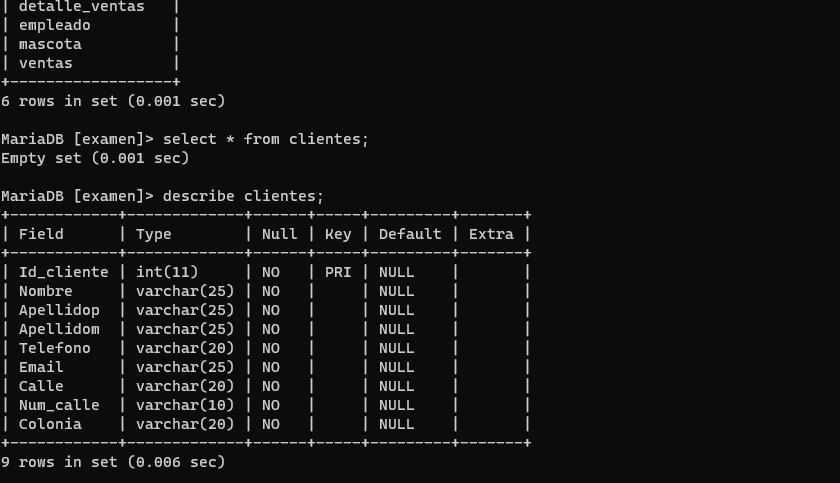 | detalle_ventas   |
| empleado         |
| mascota          |
| ventas           |
+------------------+
6 rows in set (0.001 sec)
MariaDB [examen]> select * from clientes;
Empty set (0.001 sec)
MariaDB [examen]> describe clientes;
+------------+-------------+------+-----+---------+-------+
| Field      | Type        | Null | Key | Default | Extra |
+------------+-------------+------+-----+---------+-------+
| Id_cliente | int(11)     | NO   | PRI | NULL    |       |
| Nombre     | varchar(25) | NO   |     | NULL    |       |
| Apellidop  | varchar(25) | NO   |     | NULL    |       |
| Apellidom  | varchar(25) | NO   |     | NULL    |       |
| Telefono   | varchar(20) | NO   |     | NULL    |       |
| Email      | varchar(25) | NO   |     | NULL    |       |
| Calle      | varchar(20) | NO   |     | NULL    |       |
| Num_calle  | varchar(10) | NO   |     | NULL    |       |
| Colonia    | varchar(20) | NO   |     | NULL    |       |
+------------+-------------+------+-----+---------+-------+
9 rows in set (0.006 sec)